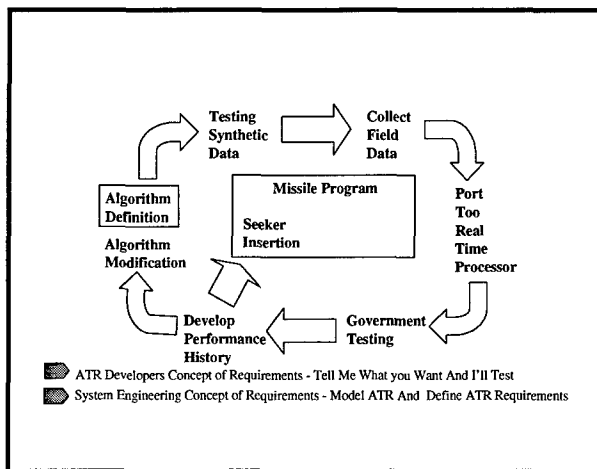 Testing
Synthetic
Data
Collect
Field
Data
Algorithm
Definition
Algorithm
Modification
Missile Program
Seeker
Insertion
Port
Too
Real
Time
Processor
Develop
Performance
History
Government
Testing
ATR Developers Concept of Requirements - Tell Me What you Want And I'll Test
System Engineering Concept of Requirements - Model ATR And Define ATR Requirements